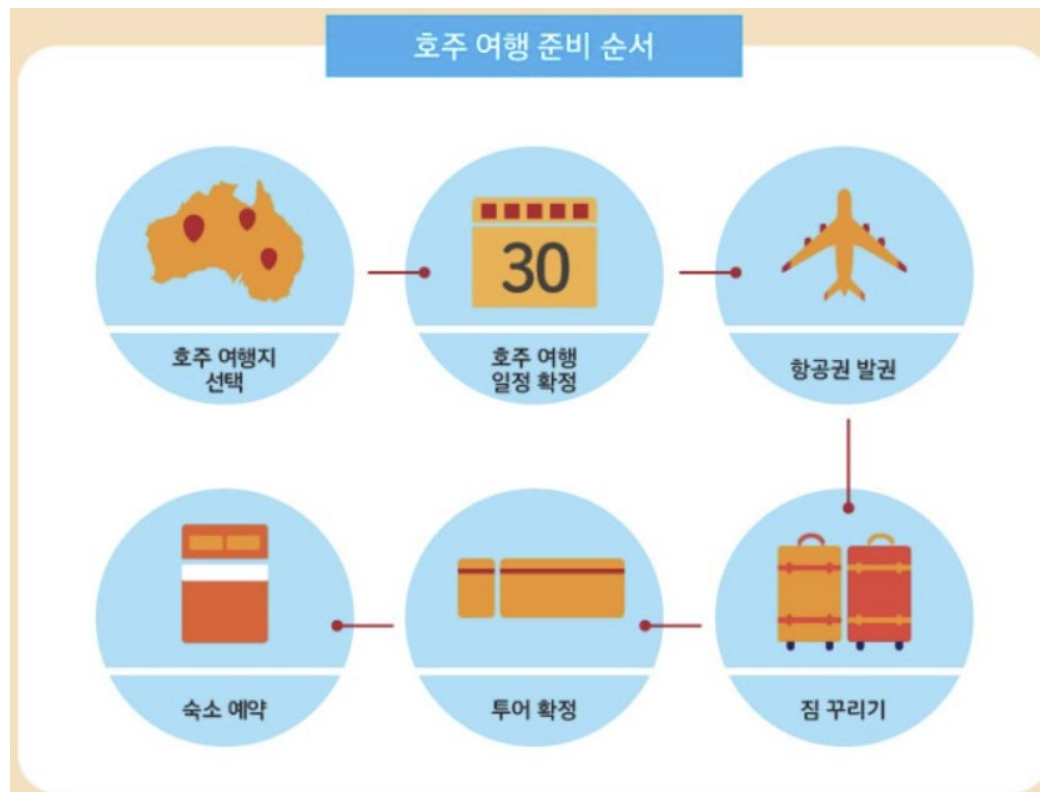 호주 여행 준비 순서
호주 여행지
선택
30
호주 여행
일정 확정
항공권 발권
짐 꾸리기
투어 확정
숙소 예약